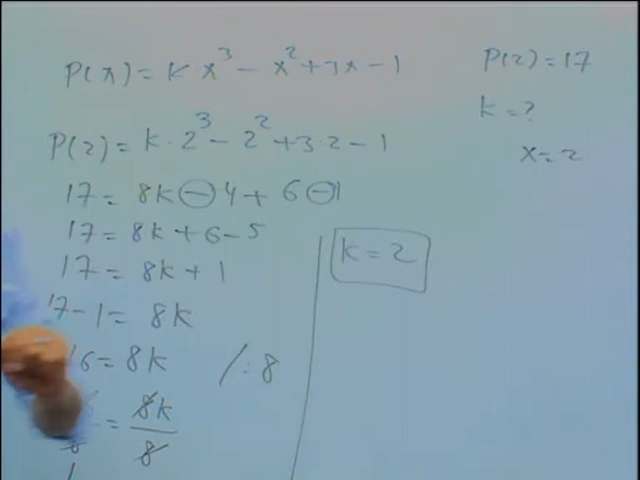 P(x) = k x³ - x² + 3x - 1
P(2) = 17
k = ?
x = 2
P(2) = k · 2³ - 2² + 3 · 2 - 1
17 = 8k - 4 + 6 - 1
17 = 8k + 6 - 5
17 = 8k + 1
17 - 1 = 8k
16 = 8k /: 8
= 8k / 8
k = 2